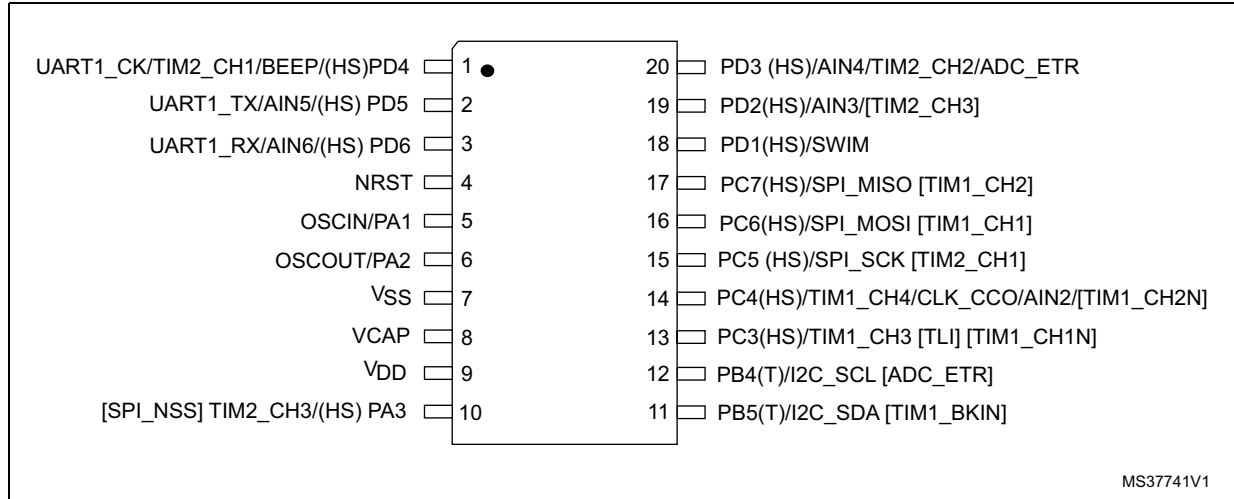 UART1_CK/TIM2_CH1/BEEP/(HS)PD4 1 20 PD3 (HS)/AIN4/TIM2_CH2/ADC_ETR
UART1_TX/AIN5/(HS) PD5 2 19 PD2(HS)/AIN3/[TIM2_CH3]
UART1_RX/AIN6/(HS) PD6 3 18 PD1(HS)/SWIM
NRST 4 17 PC7(HS)/SPI_MISO [TIM1_CH2]
OSCIN/PA1 5 16 PC6(HS)/SPI_MOSI [TIM1_CH1]
OSCOUT/PA2 6 15 PC5 (HS)/SPI_SCK [TIM2_CH1]
VSS 7 14 PC4(HS)/TIM1_CH4/CLK_CCO/AIN2/[TIM1_CH2N]
VCAP 8 13 PC3(HS)/TIM1_CH3 [TLI] [TIM1_CH1N]
VDD 9 12 PB4(T)/I2C_SCL [ADC_ETR]
[SPI_NSS] TIM2_CH3/(HS) PA3 10 11 PB5(T)/I2C_SDA [TIM1_BKIN]
MS37741V1